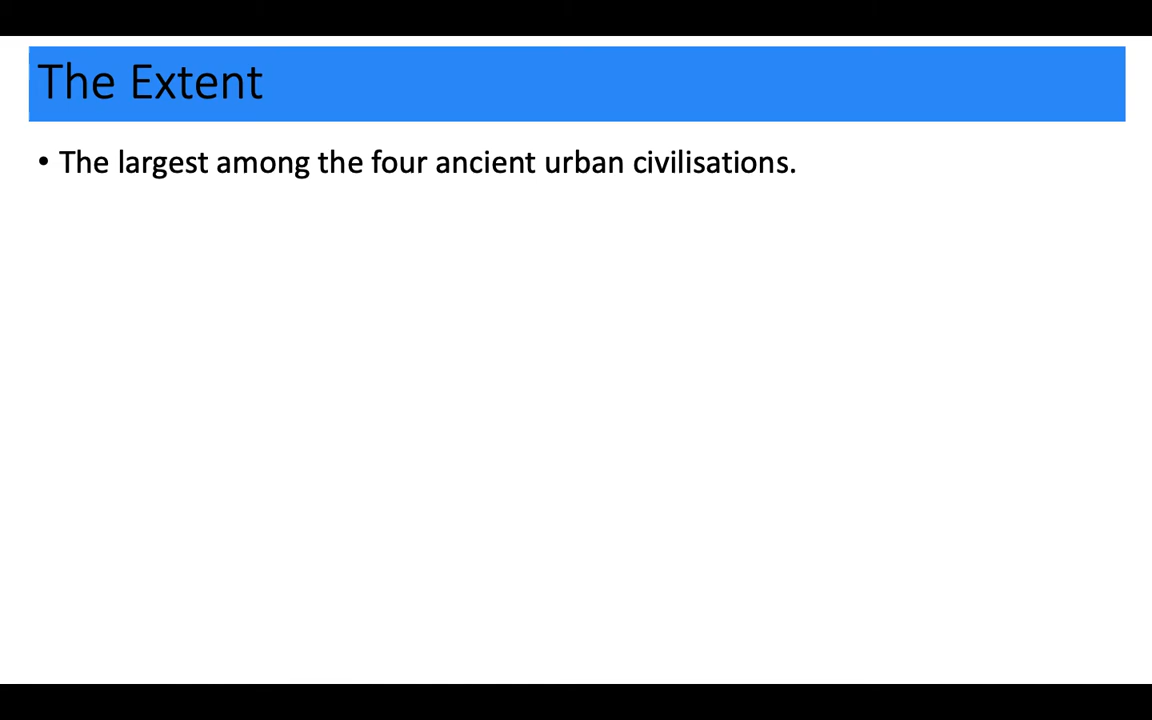 The Extent
• The largest among the four ancient urban civilisations.